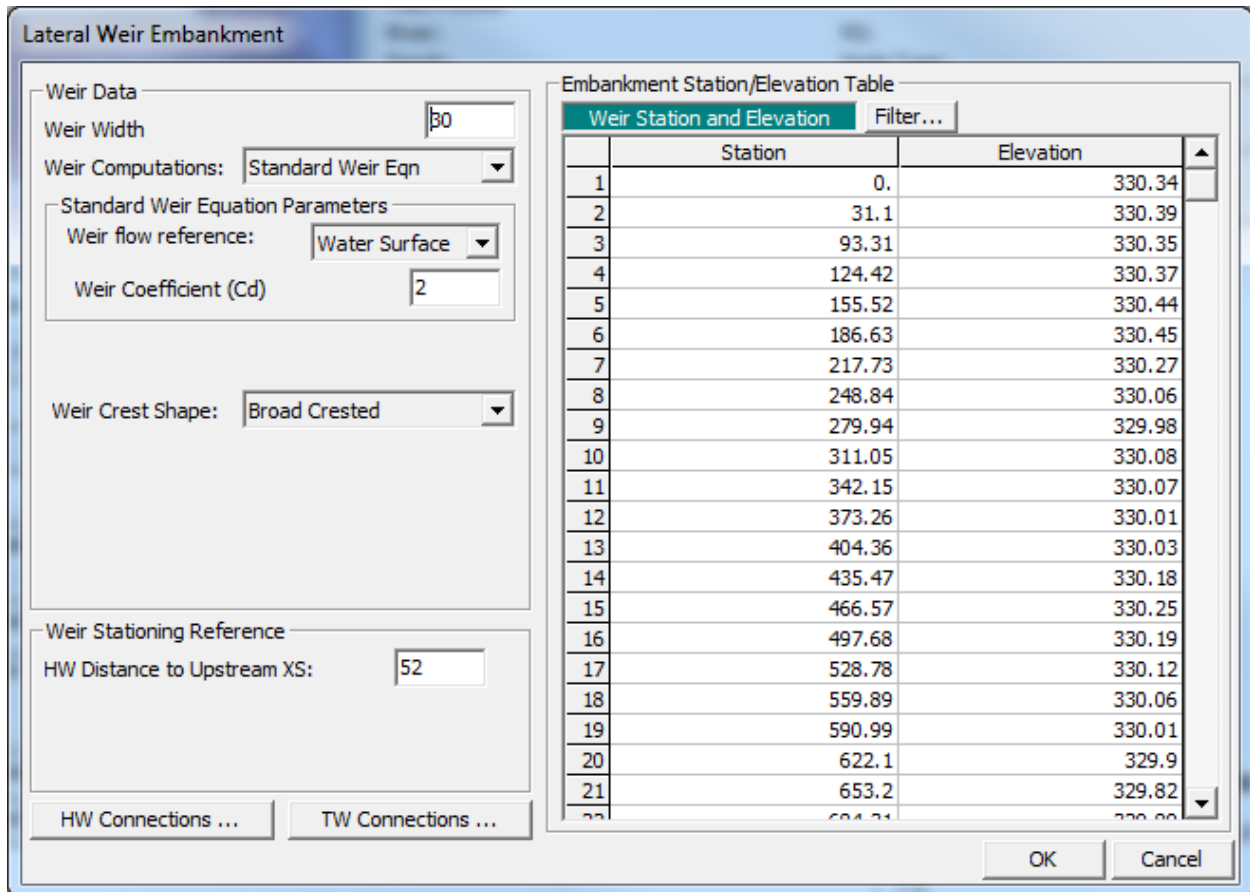 Lateral Weir Embankment
Weir Data
Weir Width 30
Weir Computations: Standard Weir Eqn
Standard Weir Equation Parameters
Weir flow reference: Water Surface
Weir Coefficient (Cd) 2
Weir Crest Shape: Broad Crested
Weir Stationing Reference
HW Distance to Upstream XS: 52
HW Connections ... TW Connections ...
Embankment Station/Elevation Table
Weir Station and Elevation Filter...
Station Elevation
1 0. 330.34
2 31.1 330.39
3 93.31 330.35
4 124.42 330.37
5 155.52 330.44
6 186.63 330.45
7 217.73 330.27
8 248.84 330.06
9 279.94 329.98
10 311.05 330.08
11 342.15 330.07
12 373.26 330.01
13 404.36 330.03
14 435.47 330.18
15 466.57 330.25
16 497.68 330.19
17 528.78 330.12
18 559.89 330.06
19 590.99 330.01
20 622.1 329.9
21 653.2 329.82
OK Cancel